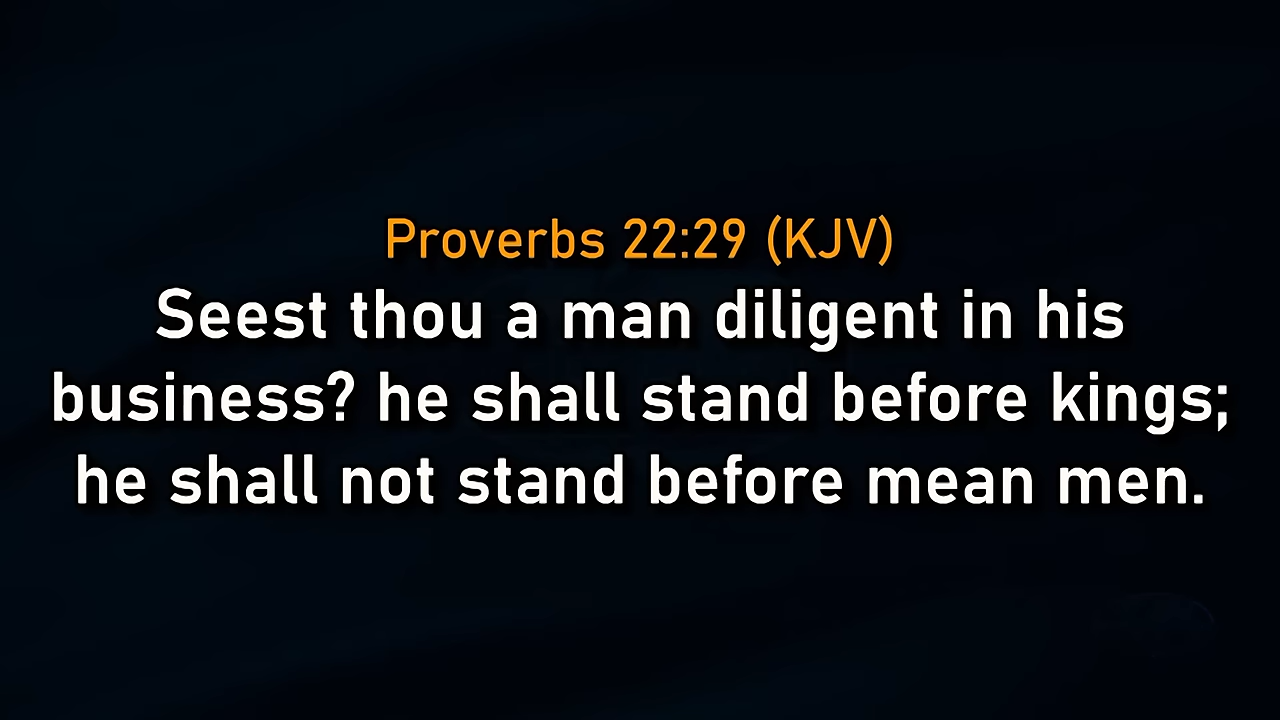 Proverbs 22:29 (KJV)
Seest thou a man diligent in his
business? he shall stand before kings;
he shall not stand before mean men.